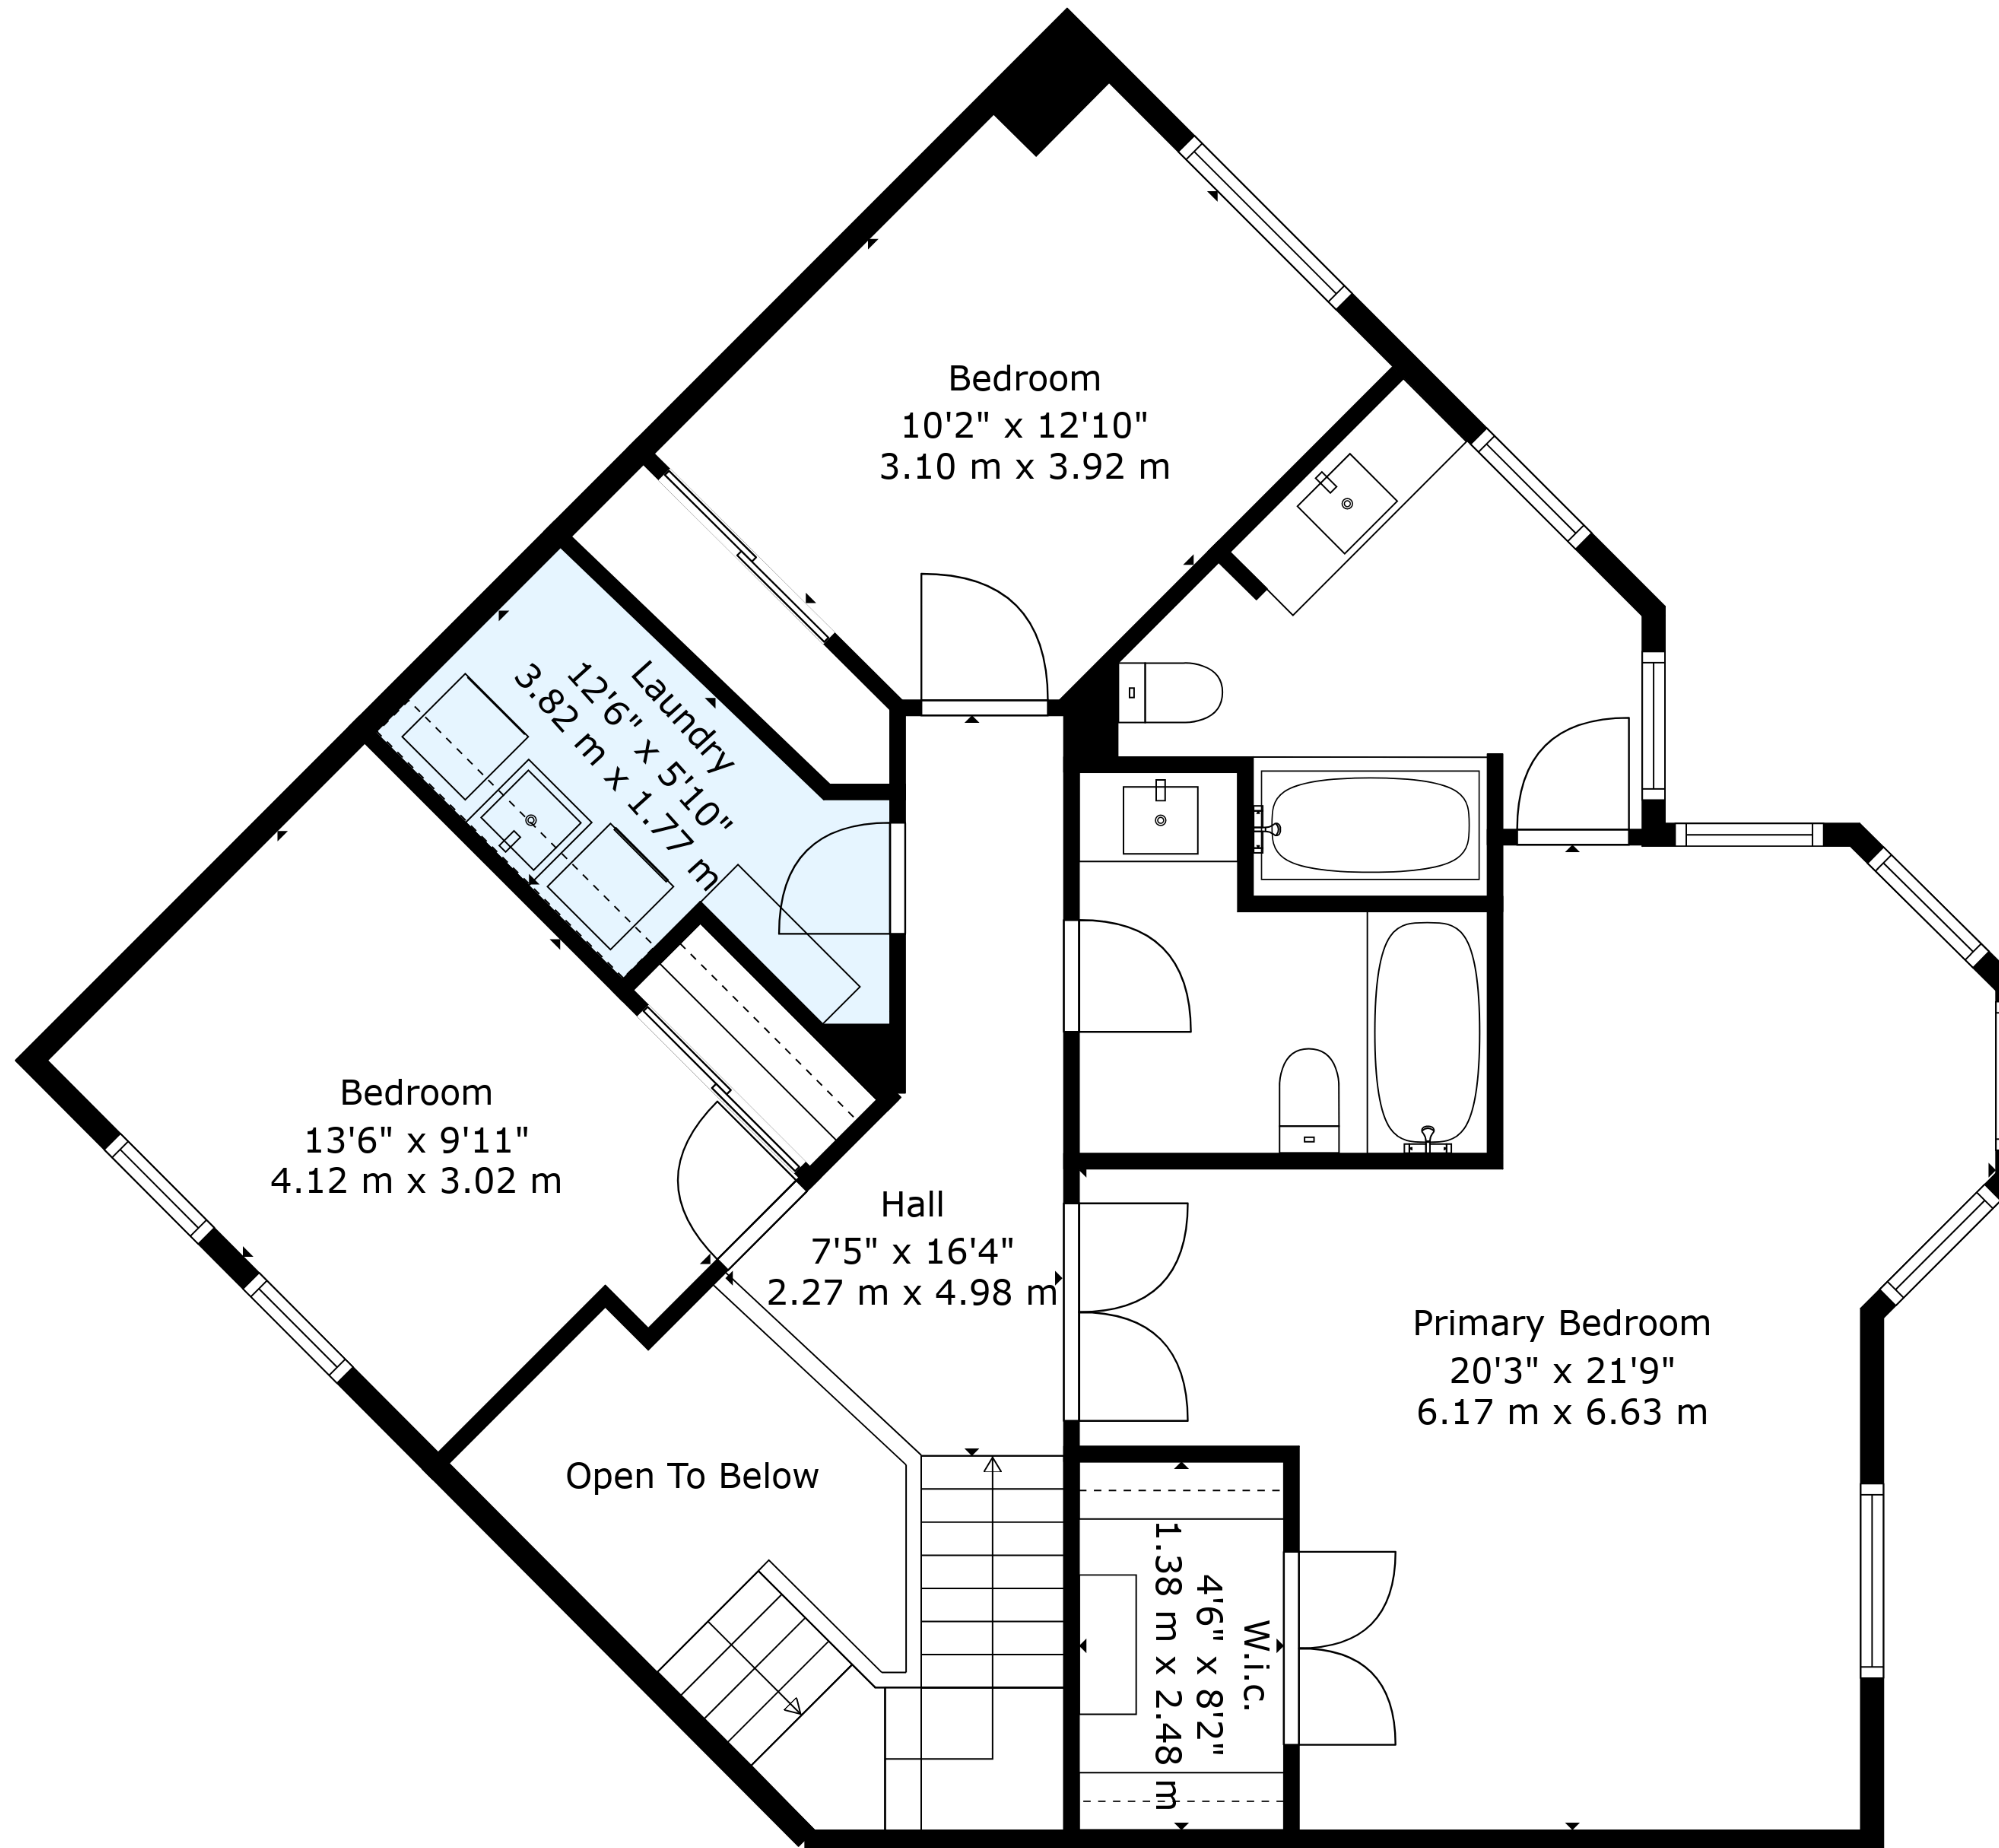 Bedroom
10'2" x 12'10"
3.10 m x 3.92 m
Laundry
12'6" x 5'10"
3.82 m x 1.77 m
Bedroom
13'6" x 9'11"
4.12 m x 3.02 m
Hall
7'5" x 16'4"
2.27 m x 4.98 m
Primary Bedroom
20'3" x 21'9"
6.17 m x 6.63 m
Open To Below
W.i.c.
4'6" x 8'2"
1.38 m x 2.48 m